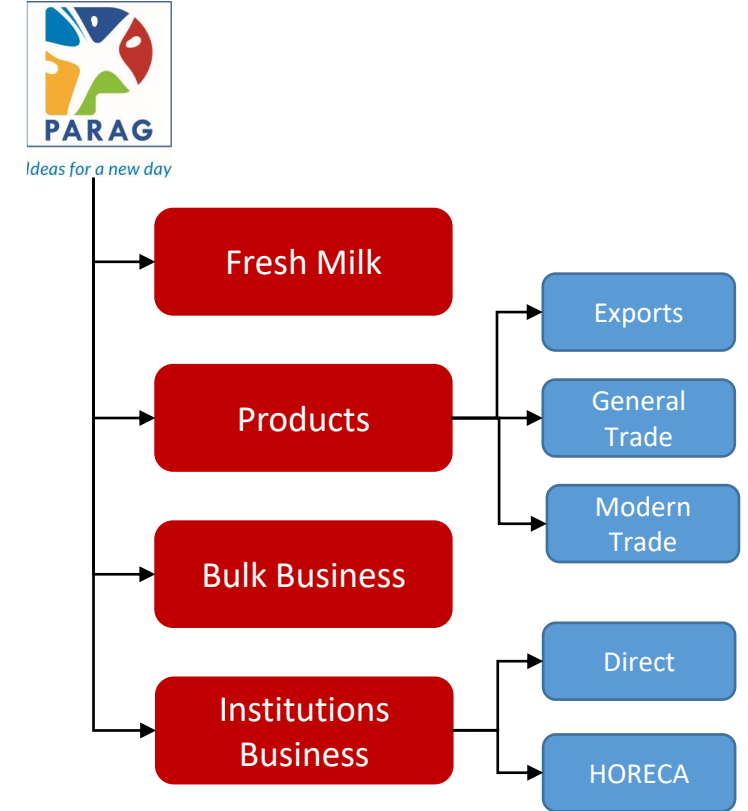 PARAG
Ideas for a new day
Fresh Milk
Products
Exports
General
Trade
Modern
Trade
Bulk Business
Institutions
Business
Direct
HORECA